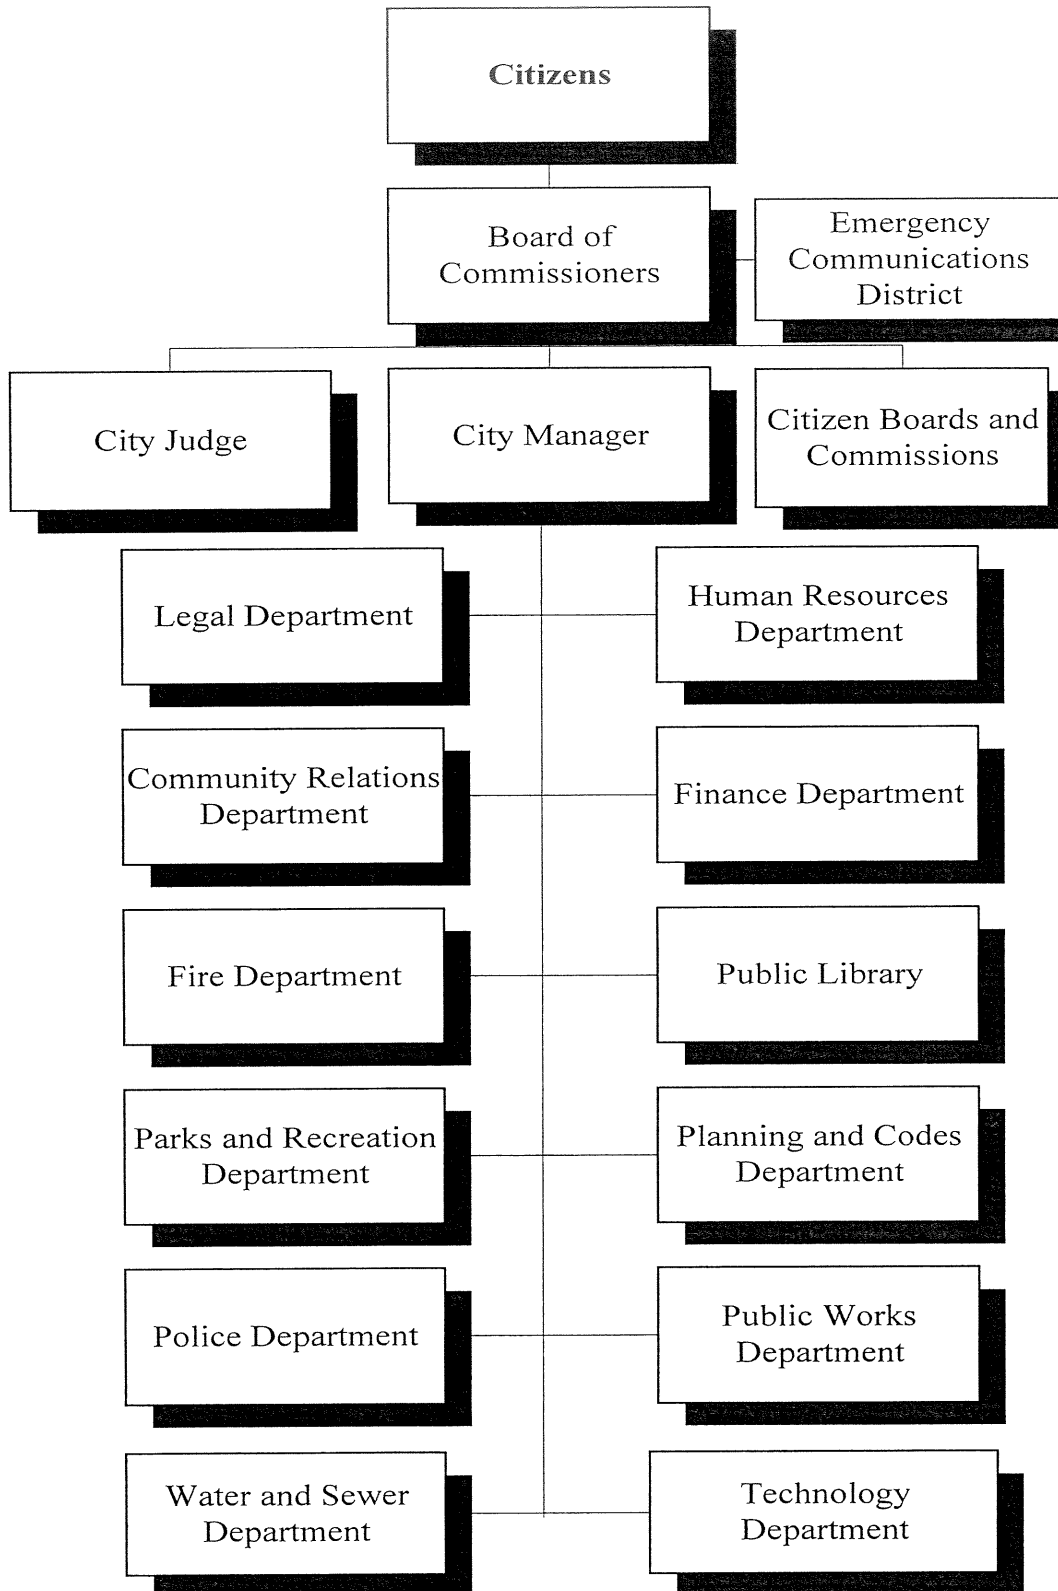 Citizens
Board of
Commissioners
Emergency
Communications
District
City Judge
City Manager
Citizen Boards and
Commissions
Legal Department
Human Resources
Department
Community Relations
Department
Finance Department
Fire Department
Public Library
Parks and Recreation
Department
Planning and Codes
Department
Police Department
Public Works
Department
Water and Sewer
Department
Technology
Department